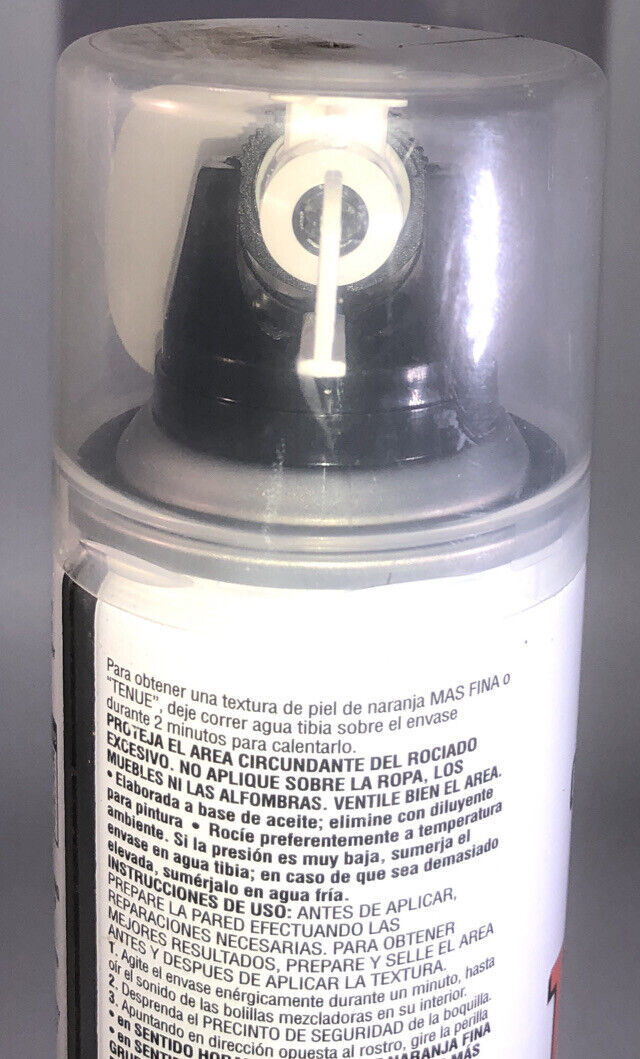 Para obtener una textura de piel de naranja MAS FINA o
“TENUE”, deje correr agua tibia sobre el envase
durante 2 minutos para calentarlo.
PROTEJA EL AREA CIRCUNDANTE DEL ROCIADO
EXCESIVO. NO APLIQUE SOBRE LA ROPA, LOS
MUEBLES NI LAS ALFOMBRAS. VENTILE BIEN EL AREA.
• Elaborada a base de aceite; elimine con diluyente
para pintura • Rocíe preferentemente a temperatura
ambiente. Si la presión es muy baja, sumerja el
envase en agua tibia; en caso de que sea demasiado
elevada, sumérjalo en agua fría.
INSTRUCCIONES DE USO: ANTES DE APLICAR,
PREPARE LA PARED EFECTUANDO LAS
REPARACIONES NECESARIAS. PARA OBTENER
MEJORES RESULTADOS, PREPARE Y SELLE EL AREA
ANTES Y DESPUES DE APLICAR LA TEXTURA.
1. Agite el envase enérgicamente durante un minuto, hasta
oír el sonido de las bolillas mezcladoras en su interior.
2. Desprenda el PRECINTO DE SEGURIDAD de la boquilla.
3. Apuntando en dirección opuesta al rostro, gire la perilla
• en SENTIDO NARANJA FINA
• en MÁS